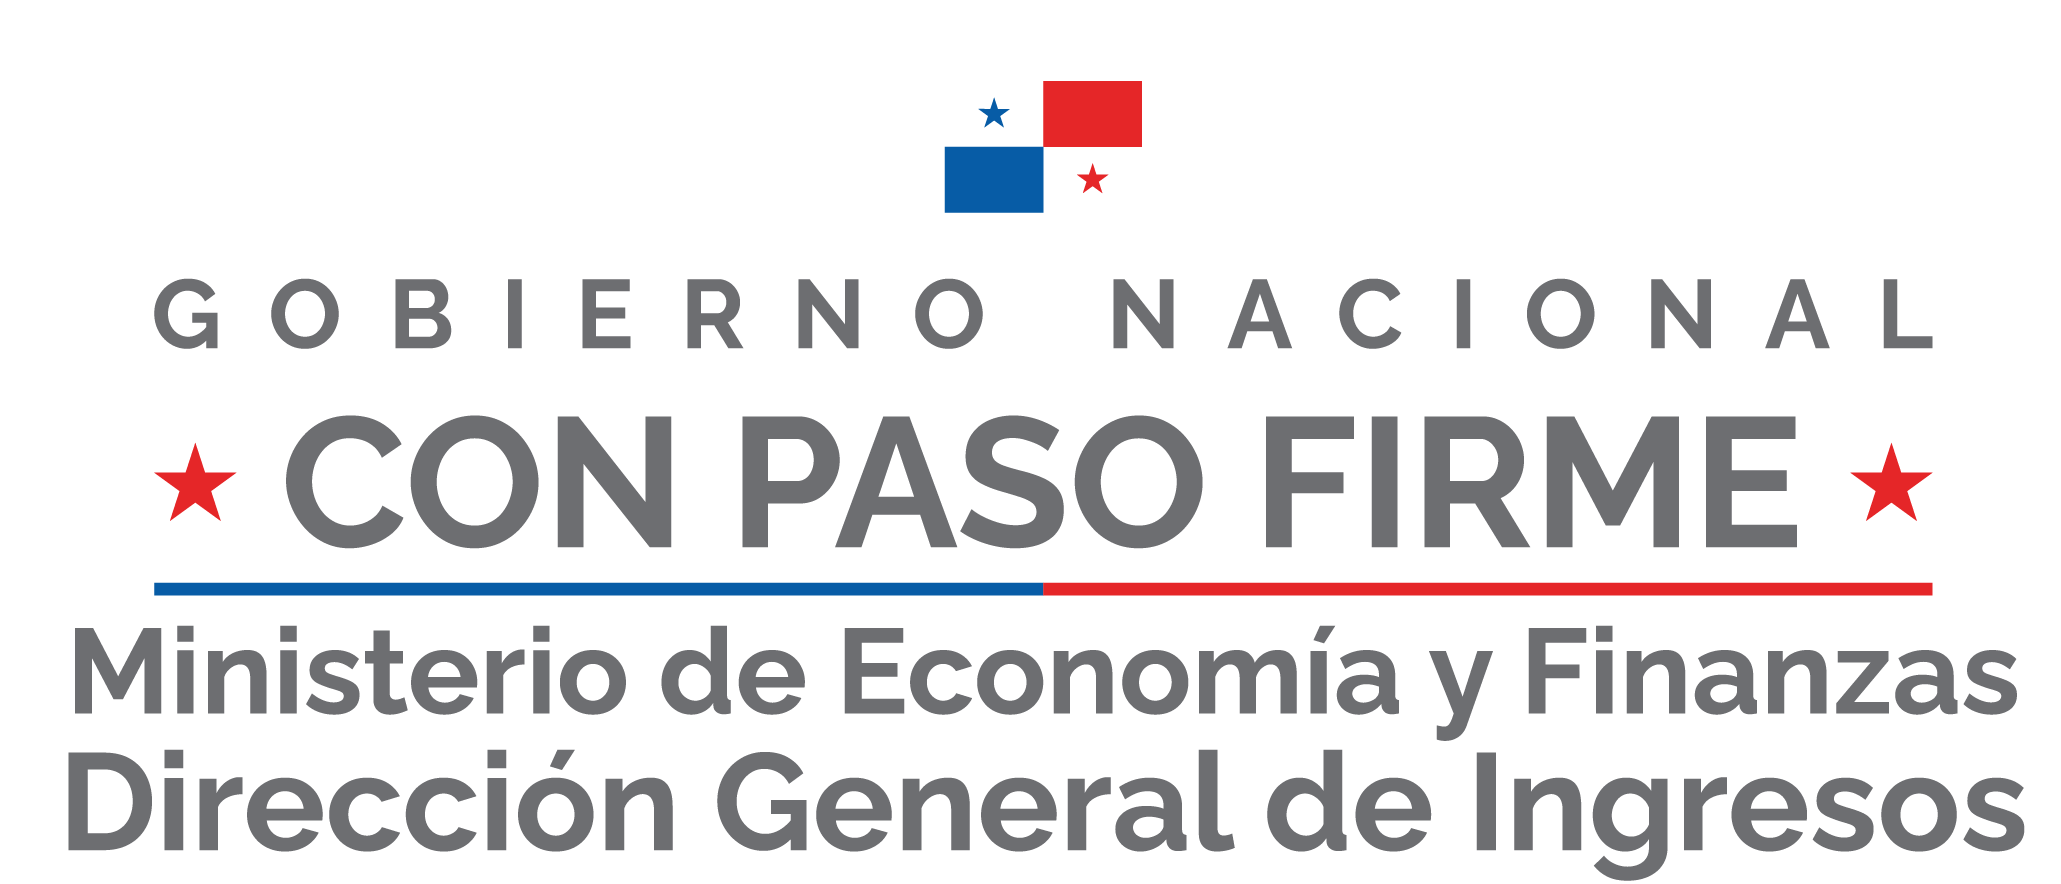 GOBIERNO NACIONAL
CON PASO FIRME
Ministerio de Economía y Finanzas
Dirección General de Ingresos